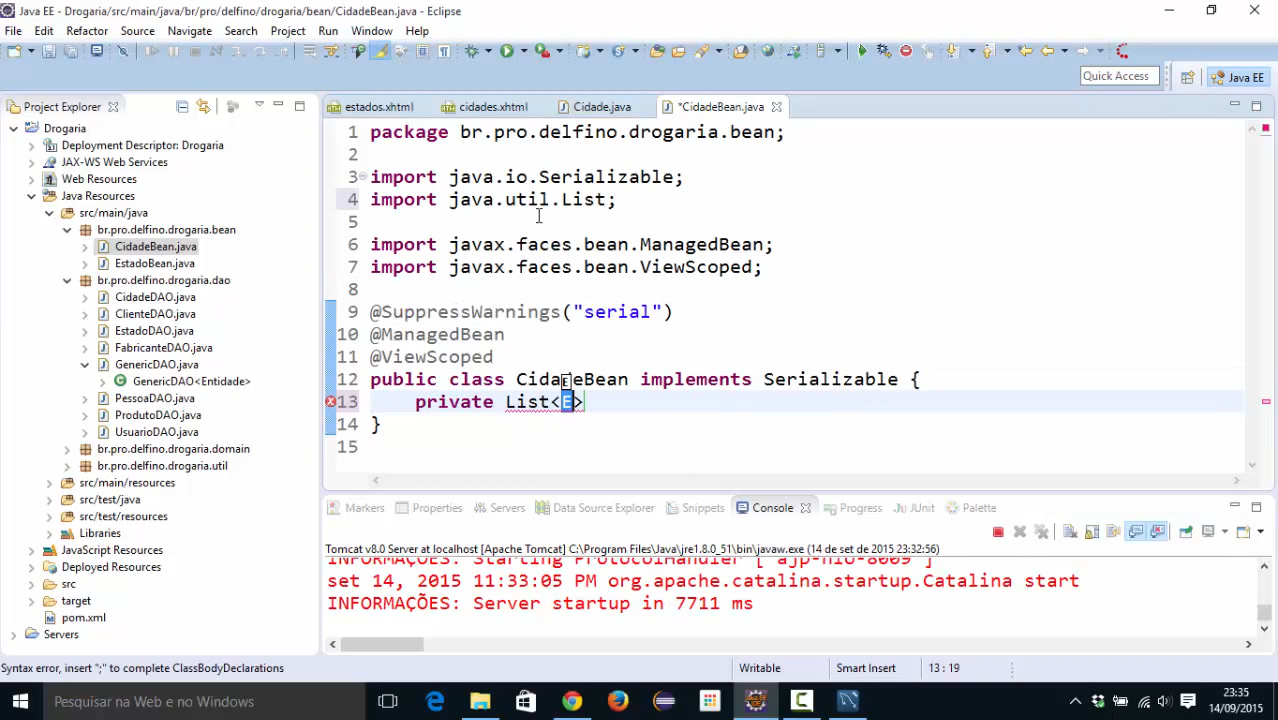 Java EE - Drogaria/src/main/java/br/pro/delfino/drogaria/bean/CidadeBean.java - Eclipse
File Edit Refactor Source Navigate Search Project Run Window Help
Quick Access
Java EE
Project Explorer
Drogaria
Deployment Descriptor: Drogaria
JAX-WS Web Services
Web Resources
Java Resources
src/main/java
br.pro.delfino.drogaria.bean
CidadeBean.java
EstadoBean.java
br.pro.delfino.drogaria.dao
CidadeDAO.java
ClienteDAO.java
EstadoDAO.java
FabricanteDAO.java
GenericDAO.java
GenericDAO<Entidade>
PessoaDAO.java
ProdutoDAO.java
UsuarioDAO.java
br.pro.delfino.drogaria.domain
br.pro.delfino.drogaria.util
src/main/resources
src/test/java
src/test/resources
Libraries
JavaScript Resources
Deployed Resources
src
target
pom.xml
Servers
estados.xhtml cidades.xhtml Cidade.java *CidadeBean.java
1 package br.pro.delfino.drogaria.bean;
2
3 import java.io.Serializable;
4 import java.util.List;
5
6 import javax.faces.bean.ManagedBean;
7 import javax.faces.bean.ViewScoped;
8
9 @SuppressWarnings("serial")
10 @ManagedBean
11 @ViewScoped
12 public class CidadeBean implements Serializable {
13 private List<E>
14 }
15
Markers Properties Servers Data Source Explorer Snippets Console Progress JUnit Palette
Tomcat v8.0 Server at localhost [Apache Tomcat] C:\Program Files\Java\jre1.8.0_51\bin\javaw.exe (14 de set de 2015 23:32:56)
INFORMAÇÕES: Starting ProtocolHandler ["ajp-nio-8009"]
set 14, 2015 11:33:05 PM org.apache.catalina.startup.Catalina start
INFORMAÇÕES: Server startup in 7711 ms
Syntax error, insert ";" to complete ClassBodyDeclarations
Writable
Smart Insert
13 : 19
Pesquisar na Web e no Windows
23:35
14/09/2015